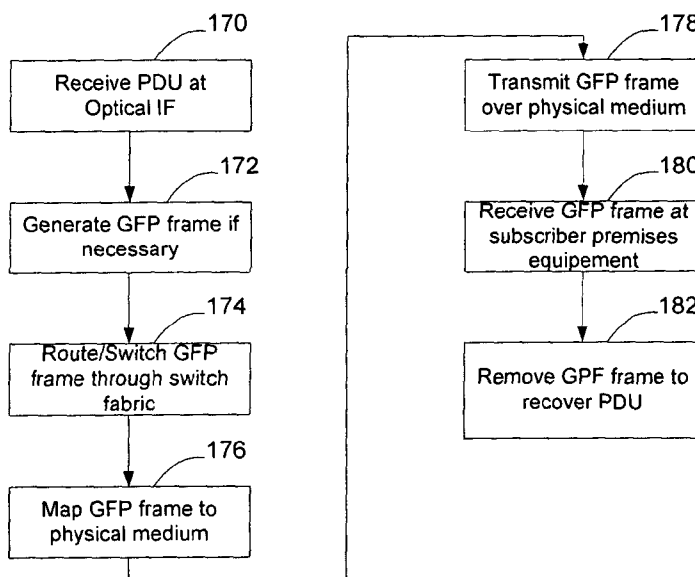 170
Receive PDU at
Optical IF
172
Generate GFP frame if
necessary
174
Route/Switch GFP
frame through switch
fabric
176
Map GFP frame to
physical medium
178
Transmit GFP frame
over physical medium
180
Receive GFP frame at
subscriber premises
equipement
182
Remove GPF frame to
recover PDU